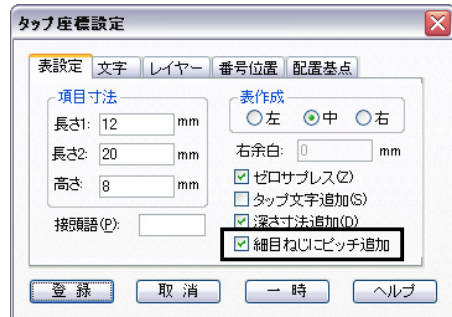 タップ座標設定
表設定 文字 レイヤー 番号位置 配置基点
項目寸法
長さ1: 12 mm
長さ2: 20 mm
高さ: 8 mm
接頭語(P):
表作成
左 中 右
右余白: 0 mm
ゼロサプレス(Z)
タップ文字追加(S)
深さ寸法追加(D)
細目ねじにピッチ追加
登録 取消 一時 ヘルプ